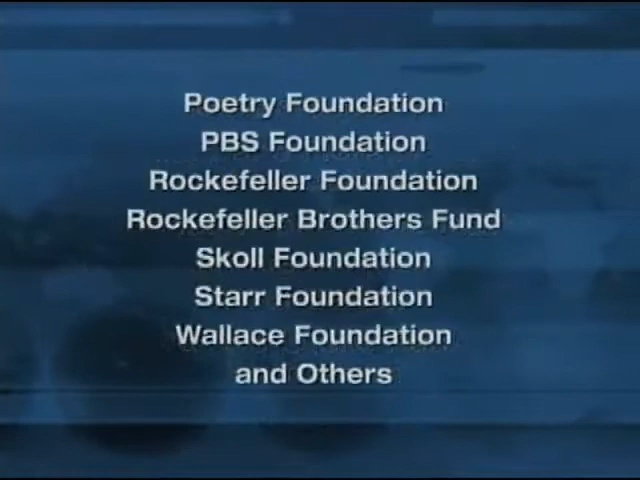 Poetry Foundation
PBS Foundation
Rockefeller Foundation
Rockefeller Brothers Fund
Skoll Foundation
Starr Foundation
Wallace Foundation
and Others